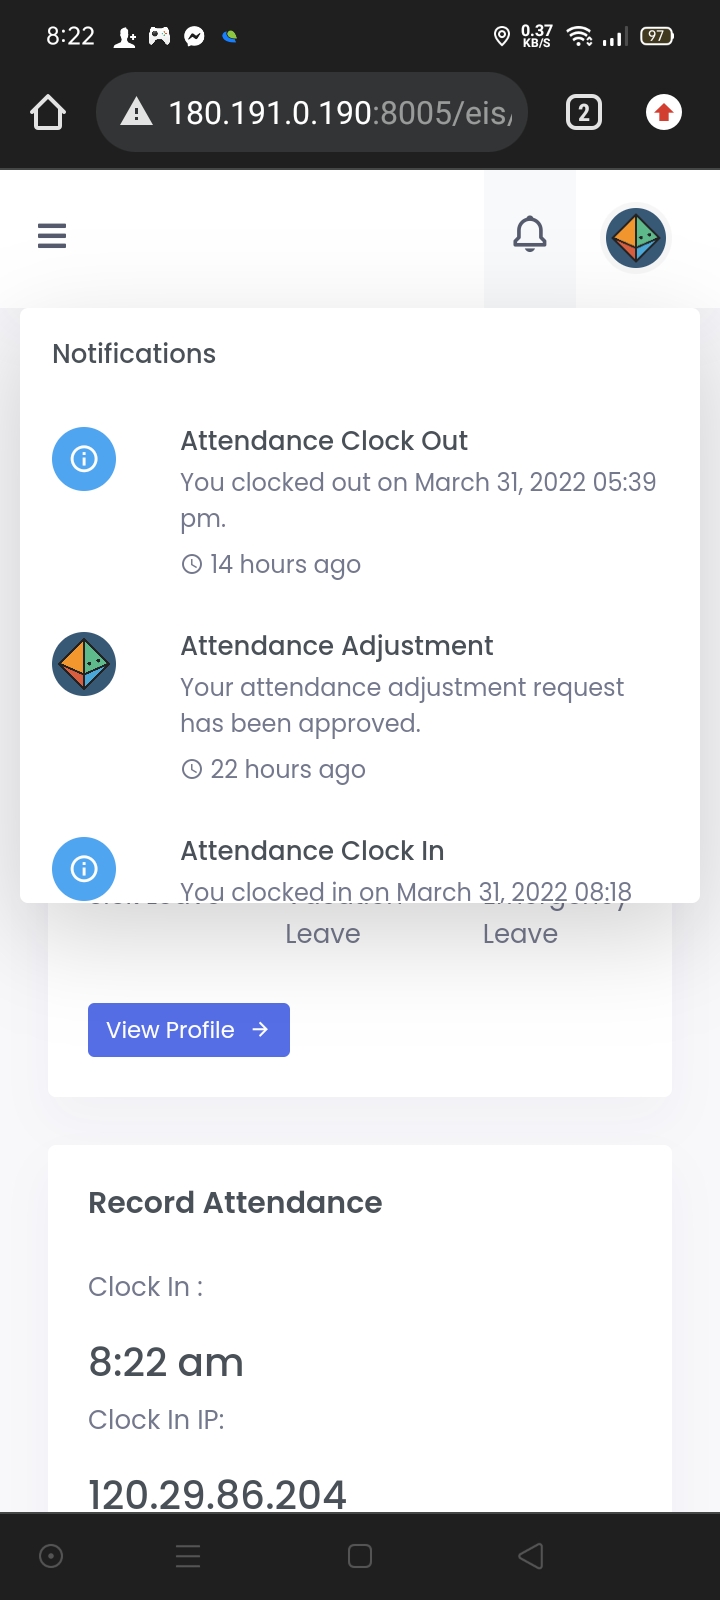 8:22
0.37
KB/S
97
180.191.0.190:8005/eis/
2
Notifications
Attendance Clock Out
You clocked out on March 31, 2022 05:39
pm.
14 hours ago
Attendance Adjustment
Your attendance adjustment request
has been approved.
22 hours ago
Attendance Clock In
You clocked in on March 31, 2022 08:18
Leave Leave
View Profile
Record Attendance
Clock In :
8:22 am
Clock In IP:
120.29.86.204